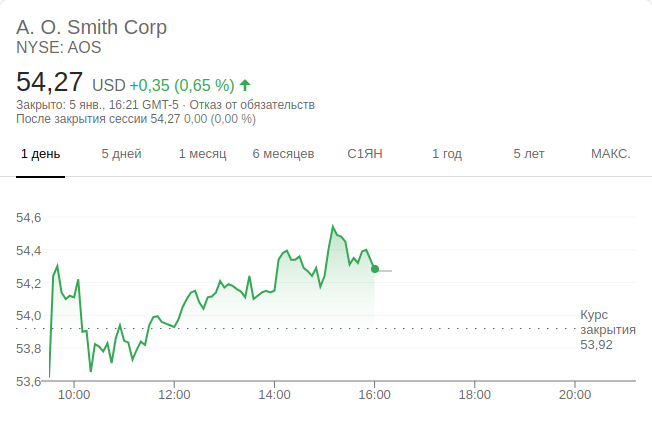 A. O. Smith Corp
NYSE: AOS
54,27 USD +0,35 (0,65 %)
Закрыто: 5 янв., 16:21 GMT-5 · Отказ от обязательств
После закрытия сессии 54,27 0,00 (0,00 %)
1 день 5 дней 1 месяц 6 месяцев С1ЯН 1 год 5 лет МАКС.
54,6
54,4
54,2
54,0
53,8
53,6
Курс
закрытия
53,92
10:00 12:00 14:00 16:00 18:00 20:00